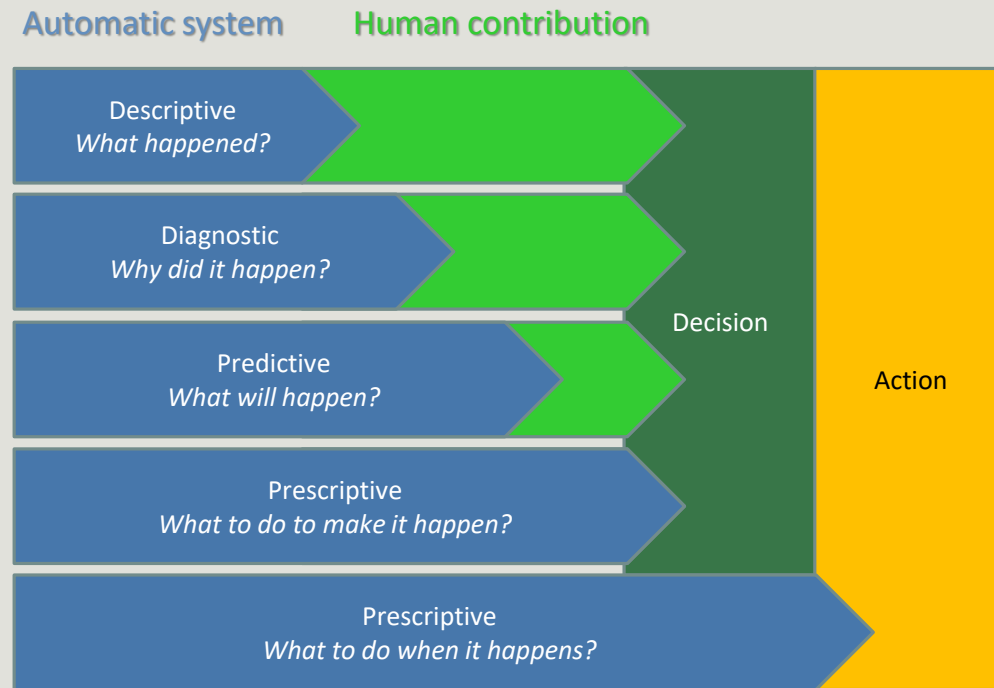 Automatic system Human contribution
Descriptive
What happened?
Diagnostic
Why did it happen?
Decision
Predictive
What will happen?
Action
Prescriptive
What to do to make it happen?
Prescriptive
What to do when it happens?